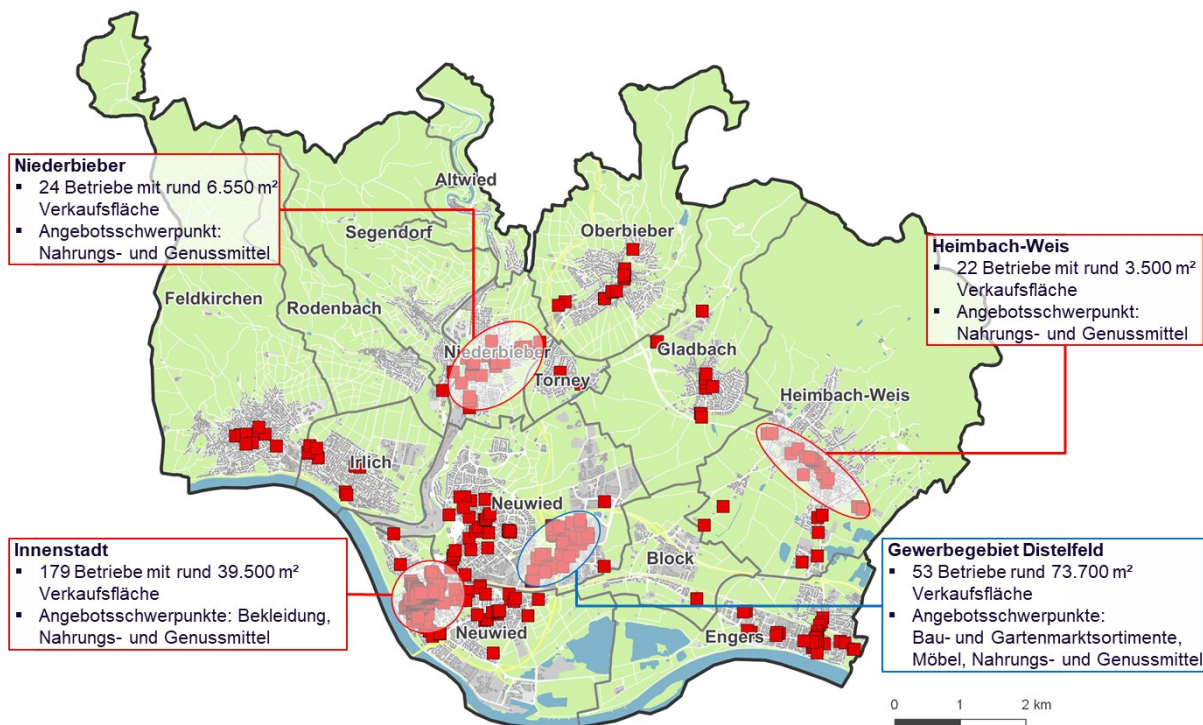 Niederbieber
▪ 24 Betriebe mit rund 6.550 m²
Verkaufsfläche
▪ Angebotsschwerpunkt:
Nahrungs- und Genussmittel
Altwied
Segendorf
Oberbieber
Heimbach-Weis
▪ 22 Betriebe mit rund 3.500 m²
Verkaufsfläche
▪ Angebotsschwerpunkt:
Nahrungs- und Genussmittel
Feldkirchen
Rodenbach
Niederbieber
Torney
Gladbach
Heimbach-Weis
Irlich
Neuwied
Block
Innenstadt
▪ 179 Betriebe mit rund 39.500 m²
Verkaufsfläche
▪ Angebotsschwerpunkte: Bekleidung,
Nahrungs- und Genussmittel
Neuwied
Engers
Gewerbegebiet Distelfeld
▪ 53 Betriebe rund 73.700 m²
Verkaufsfläche
▪ Angebotsschwerpunkte:
Bau- und Gartenmarktsortimente,
Möbel, Nahrungs- und Genussmittel
0 1 2 km